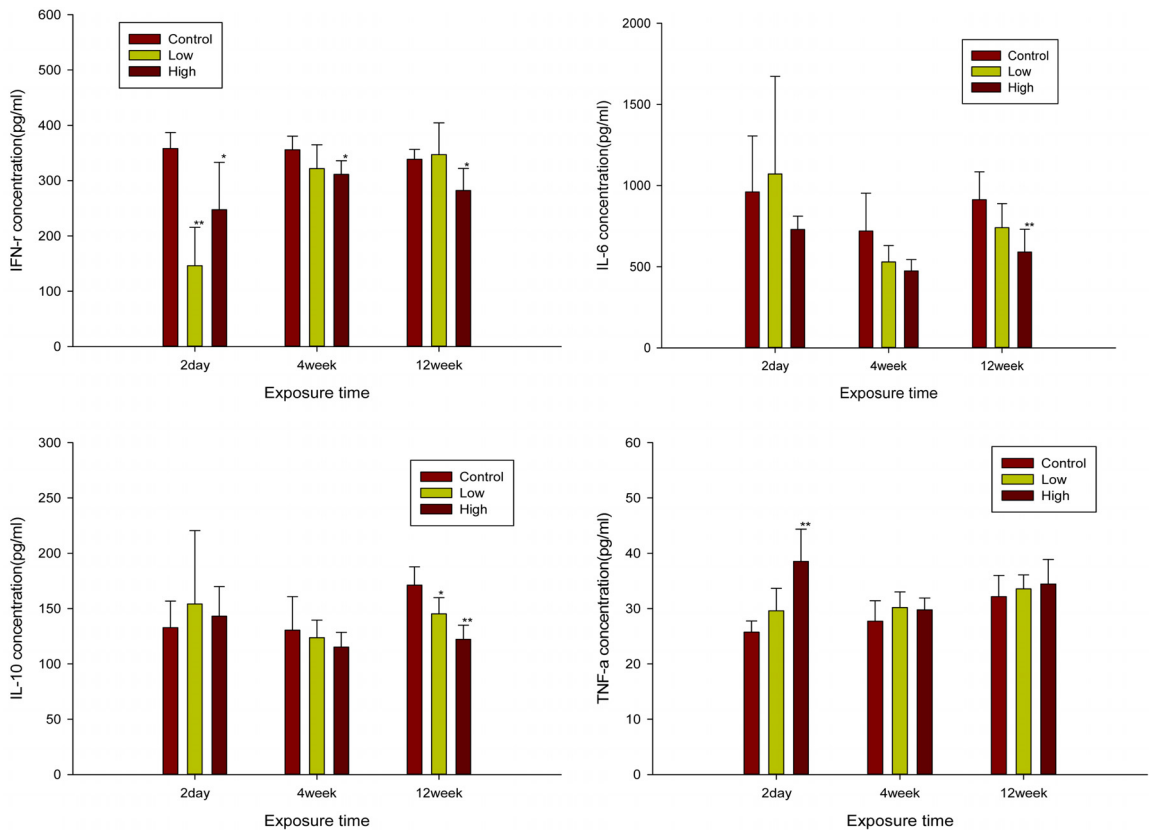 600
500
400
300
200
300
0
IFN-r concentration(pg/ml)
Control
Low
High
**
*
*
*
2day 4week 12week
Exposure time
2000
1500
1000
500
0
IL-6 concentration(pg/ml)
Control
Low
High
**
2day 4week 12week
Exposure time
300
250
200
150
100
50
0
IL-10 concentration(pg/ml)
Control
Low
High
*
**
2day 4week 12week
Exposure time
60
50
40
30
20
10
0
TNF-a concentration(pg/ml)
Control
Low
High
**
2day 4week 12week
Exposure time